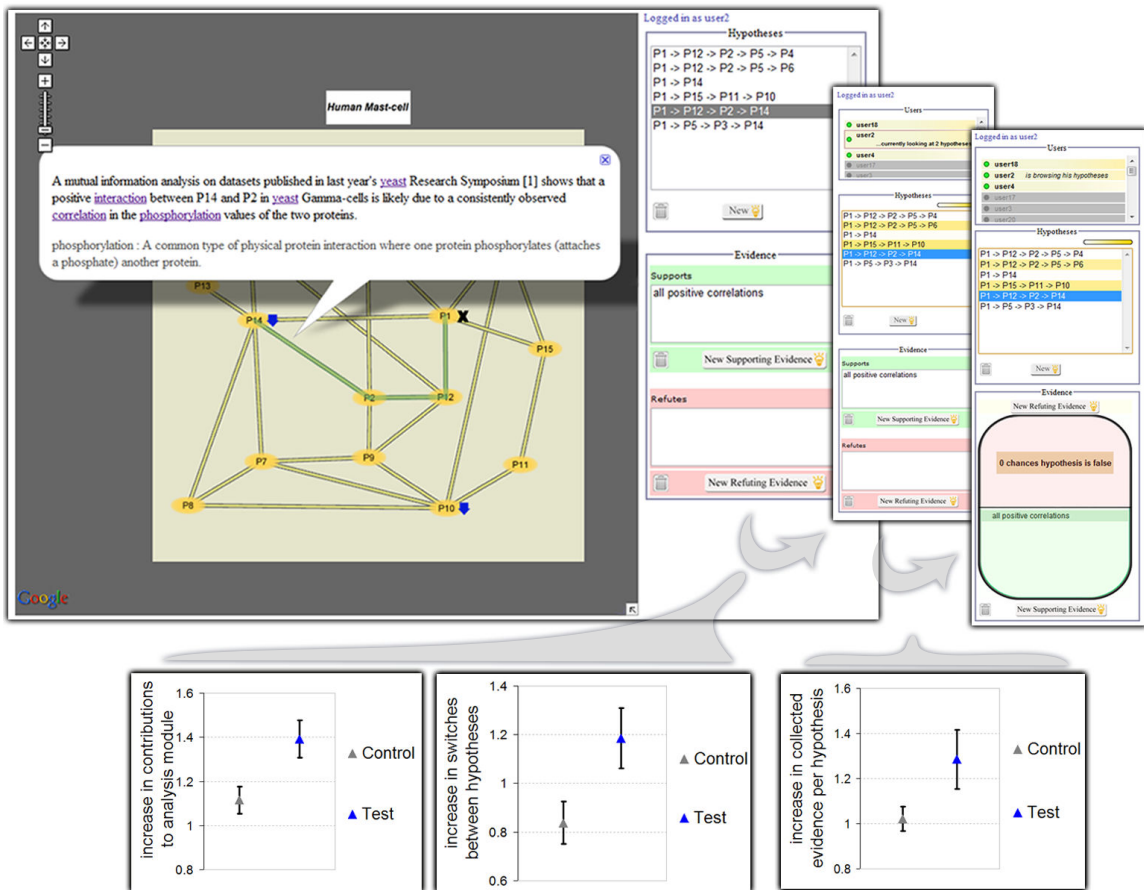 Human Mast-cell
A mutual information analysis on datasets published in last year's yeast Research Symposium [1] shows that a
positive interaction between P14 and P2 in yeast Gamma-cells is likely due to a consistently observed
correlation in the phosphorylation values of the two proteins.
phosphorylation : A common type of physical protein interaction where one protein phosphorylates (attaches
a phosphate) another protein.
P13
P14
P1
X
P15
P2
P12
P7
P9
P11
P8
P10
Google
Logged in as user2
Hypotheses
P1 -> P12 -> P2 -> P5 -> P4
P1 -> P12 -> P2 -> P5 -> P6
P1 -> P14
P1 -> P15 -> P11 -> P10
P1 -> P12 -> P2 -> P14
P1 -> P5 -> P3 -> P14
New
Evidence
Supports
all positive correlations
New Supporting Evidence
Refutes
New Refuting Evidence
Logged in as user2
Users
user18
user2
...currently looking at 2 hypotheses
user4
user17
user3
Hypotheses
P1 -> P12 -> P2 -> P5 -> P4
P1 -> P12 -> P2 -> P5 -> P6
P1 -> P14
P1 -> P15 -> P11 -> P10
P1 -> P12 -> P2 -> P14
P1 -> P5 -> P3 -> P14
New
Evidence
Supports
all positive correlations
New Supporting Evidence
Refutes
New Refuting Evidence
Logged in as user2
Users
user18
user2 is browsing his hypotheses
user4
user17
user3
user20
Hypotheses
P1 -> P12 -> P2 -> P5 -> P4
P1 -> P12 -> P2 -> P5 -> P6
P1 -> P14
P1 -> P15 -> P11 -> P10
P1 -> P12 -> P2 -> P14
P1 -> P5 -> P3 -> P14
New
Evidence
New Refuting Evidence
0 chances hypothesis is false
all positive correlations
New Supporting Evidence
increase in contributions
to analysis module
1.6
1.4
1.2
1
0.8
Control
Test
increase in switches
between hypotheses
1.4
1.2
1
0.8
0.6
Control
Test
increase in collected
evidence per hypothesis
1.6
1.4
1.2
1
0.8
Control
Test